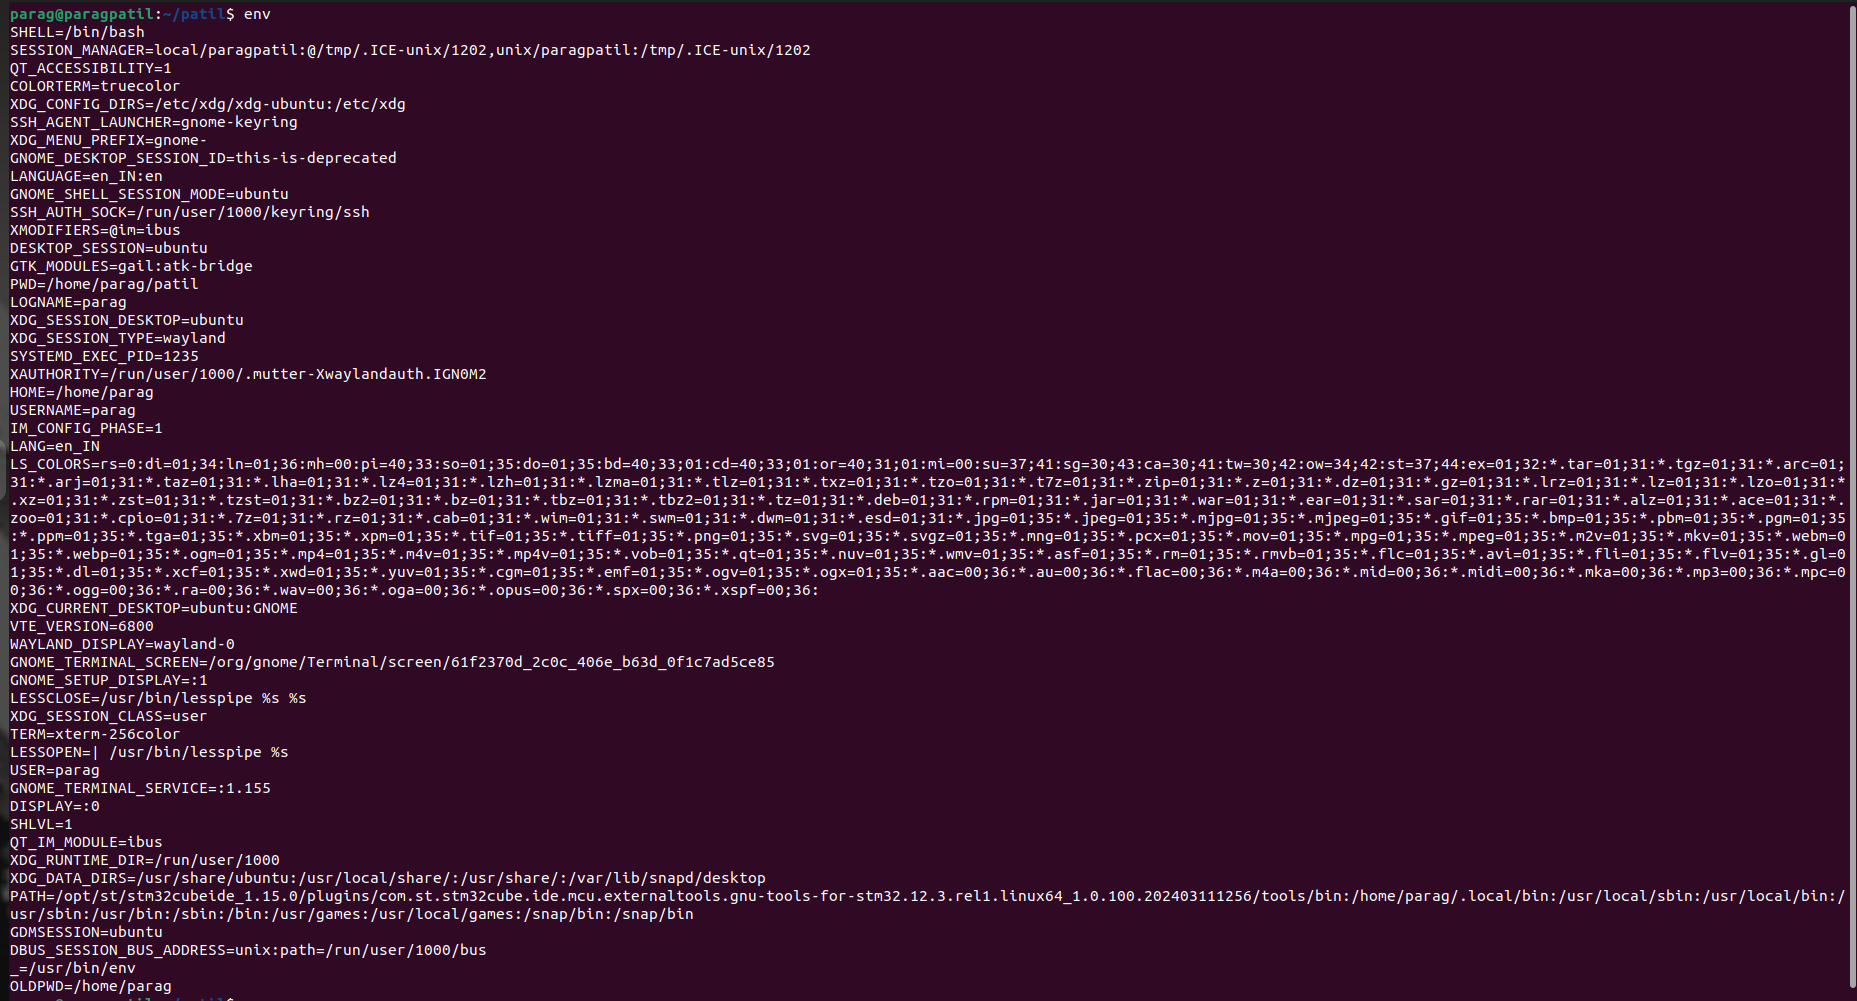 parag@paragpatil:~/patil$ env
SHELL=/bin/bash
SESSION_MANAGER=local/paragpatil:@/tmp/.ICE-unix/1202,unix/paragpatil:/tmp/.ICE-unix/1202
QT_ACCESSIBILITY=1
COLORTERM=truecolor
XDG_CONFIG_DIRS=/etc/xdg/xdg-ubuntu:/etc/xdg
SSH_AGENT_LAUNCHER=gnome-keyring
XDG_MENU_PREFIX=gnome-
GNOME_DESKTOP_SESSION_ID=this-is-deprecated
LANGUAGE=en_IN:en
GNOME_SHELL_SESSION_MODE=ubuntu
SSH_AUTH_SOCK=/run/user/1000/keyring/ssh
XMODIFIERS=@im=ibus
DESKTOP_SESSION=ubuntu
GTK_MODULES=gail:atk-bridge
PWD=/home/parag/patil
LOGNAME=parag
XDG_SESSION_DESKTOP=ubuntu
XDG_SESSION_TYPE=wayland
SYSTEMD_EXEC_PID=1235
XAUTHORITY=/run/user/1000/.mutter-Xwaylandauth.IGN0M2
HOME=/home/parag
USERNAME=parag
IM_CONFIG_PHASE=1
LANG=en_IN
LS_COLORS=rs=0:di=01;34:ln=01;36:mh=00:pi=40;33:so=01;35:do=01;35:bd=40;33;01:cd=40;33;01:or=40;31;01:mi=00:su=37;41:sg=30;43:ca=30;41:tw=30;42:ow=34;42:st=37;44:ex=01;32:*.tar=01;31:*.tgz=01;31:*.arc=01;
31:*.arj=01;31:*.taz=01;31:*.lha=01;31:*.lz4=01;31:*.lzh=01;31:*.lzma=01;31:*.tlz=01;31:*.txz=01;31:*.tzo=01;31:*.t7z=01;31:*.zip=01;31:*.z=01;31:*.dz=01;31:*.gz=01;31:*.lrz=01;31:*.lz=01;31:*.lzo=01;31:*
.xz=01;31:*.zst=01;31:*.tzst=01;31:*.bz2=01;31:*.bz=01;31:*.tbz=01;31:*.tbz2=01;31:*.tz=01;31:*.deb=01;31:*.rpm=01;31:*.jar=01;31:*.war=01;31:*.ear=01;31:*.sar=01;31:*.rar=01;31:*.alz=01;31:*.ace=01;31:*.
zoo=01;31:*.cpio=01;31:*.7z=01;31:*.rz=01;31:*.cab=01;31:*.wim=01;31:*.swm=01;31:*.dwm=01;31:*.esd=01;31:*.jpg=01;35:*.jpeg=01;35:*.mjpg=01;35:*.mjpeg=01;35:*.gif=01;35:*.bmp=01;35:*.pbm=01;35:*.pgm=01;35
:*.ppm=01;35:*.tga=01;35:*.xbm=01;35:*.xpm=01;35:*.tif=01;35:*.tiff=01;35:*.png=01;35:*.svg=01;35:*.svgz=01;35:*.mng=01;35:*.pcx=01;35:*.mov=01;35:*.mpg=01;35:*.mpeg=01;35:*.m2v=01;35:*.mkv=01;35:*.webm=0
1;35:*.webp=01;35:*.ogm=01;35:*.mp4=01;35:*.m4v=01;35:*.mp4v=01;35:*.vob=01;35:*.qt=01;35:*.nuv=01;35:*.wmv=01;35:*.asf=01;35:*.rm=01;35:*.rmvb=01;35:*.flc=01;35:*.avi=01;35:*.fli=01;35:*.flv=01;35:*.gl=0
1;35:*.dl=01;35:*.xcf=01;35:*.xwd=01;35:*.yuv=01;35:*.cgm=01;35:*.emf=01;35:*.ogv=01;35:*.ogx=01;35:*.aac=00;36:*.au=00;36:*.flac=00;36:*.m4a=00;36:*.mid=00;36:*.midi=00;36:*.mka=00;36:*.mp3=00;36:*.mpc=0
0;36:*.ogg=00;36:*.ra=00;36:*.wav=00;36:*.oga=00;36:*.opus=00;36:*.spx=00;36:*.xspf=00;36:
XDG_CURRENT_DESKTOP=ubuntu:GNOME
VTE_VERSION=6800
WAYLAND_DISPLAY=wayland-0
GNOME_TERMINAL_SCREEN=/org/gnome/Terminal/screen/61f2370d_2c0c_406e_b63d_0f1c7ad5ce85
GNOME_SETUP_DISPLAY=:1
LESSCLOSE=/usr/bin/lesspipe %s %s
XDG_SESSION_CLASS=user
TERM=xterm-256color
LESSOPEN=| /usr/bin/lesspipe %s
USER=parag
GNOME_TERMINAL_SERVICE=:1.155
DISPLAY=:0
SHLVL=1
QT_IM_MODULE=ibus
XDG_RUNTIME_DIR=/run/user/1000
XDG_DATA_DIRS=/usr/share/ubuntu:/usr/local/share/:/usr/share/:/var/lib/snapd/desktop
PATH=/opt/st/stm32cubeide_1.15.0/plugins/com.st.stm32cube.ide.mcu.externaltools.gnu-tools-for-stm32.12.3.rel1.linux64_1.0.100.202403111256/tools/bin:/home/parag/.local/bin:/usr/local/sbin:/usr/local/bin:/
usr/sbin:/usr/bin:/sbin:/bin:/usr/games:/usr/local/games:/snap/bin:/snap/bin
GDMSESSION=ubuntu
DBUS_SESSION_BUS_ADDRESS=unix:path=/run/user/1000/bus
_=/usr/bin/env
OLDPWD=/home/parag